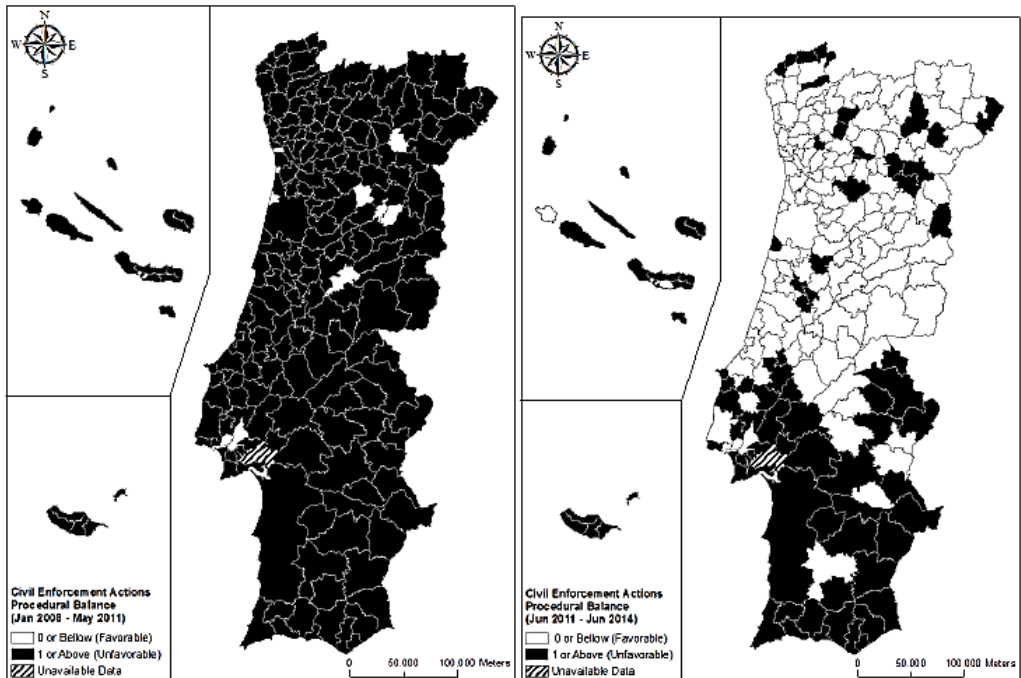 N
W E
S
Civil Enforcement Actions
Procedural Balance
(Jan 2008 - May 2011)
0 or Bellow (Favorable)
1 or Above (Unfavorable)
Unavailable Data
0 50.000 100.000 Meters
N
W E
S
Civil Enforcement Actions
Procedural Balance
(Jun 2011 - Jun 2014)
0 or Bellow (Favorable)
1 or Above (Unfavorable)
Unavailable Data
0 50.000 100.000 Meters